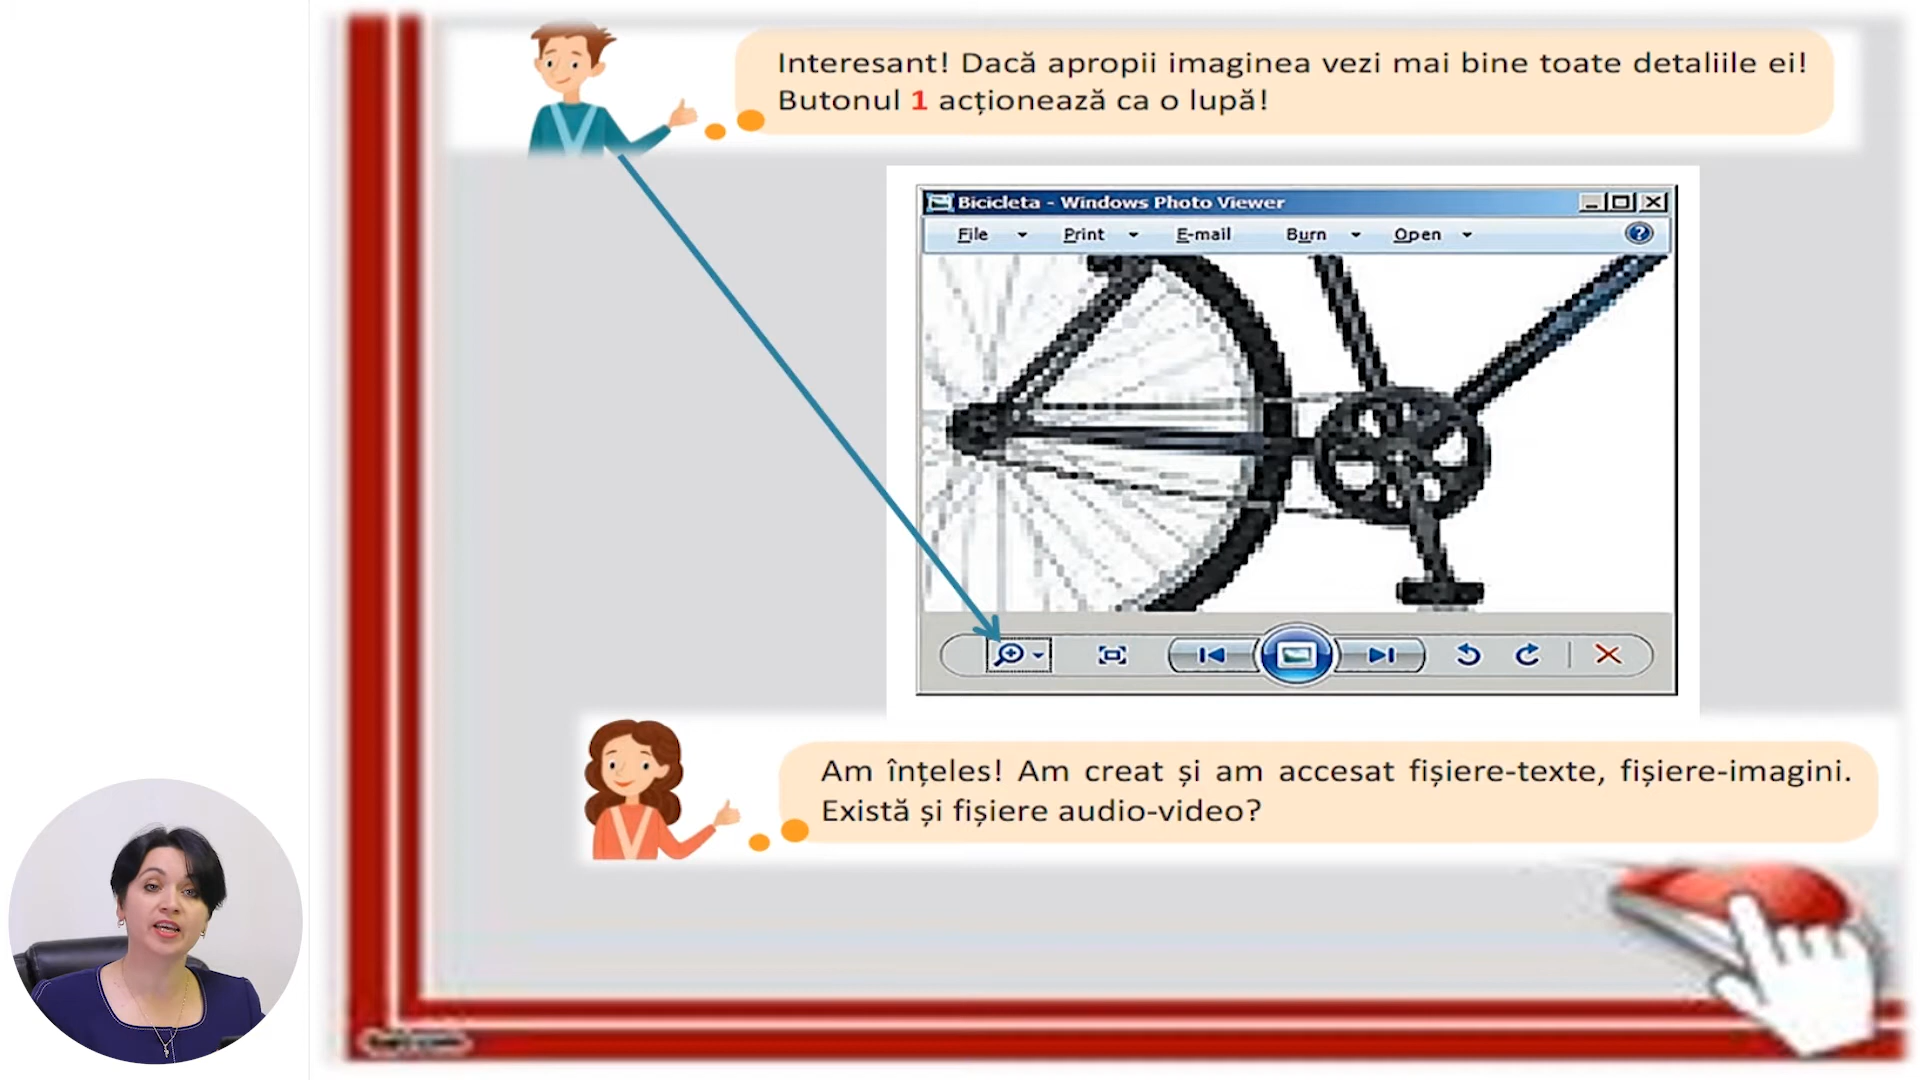 Interesant! Dacă apropii imaginea vezi mai bine toate detaliile ei!
Butonul 1 acționează ca o lupă!
Bicicleta - Windows Photo Viewer
File Print E-mail Burn Open
Am înțeles! Am creat și am accesat fișiere-texte, fișiere-imagini.
Există și fișiere audio-video?